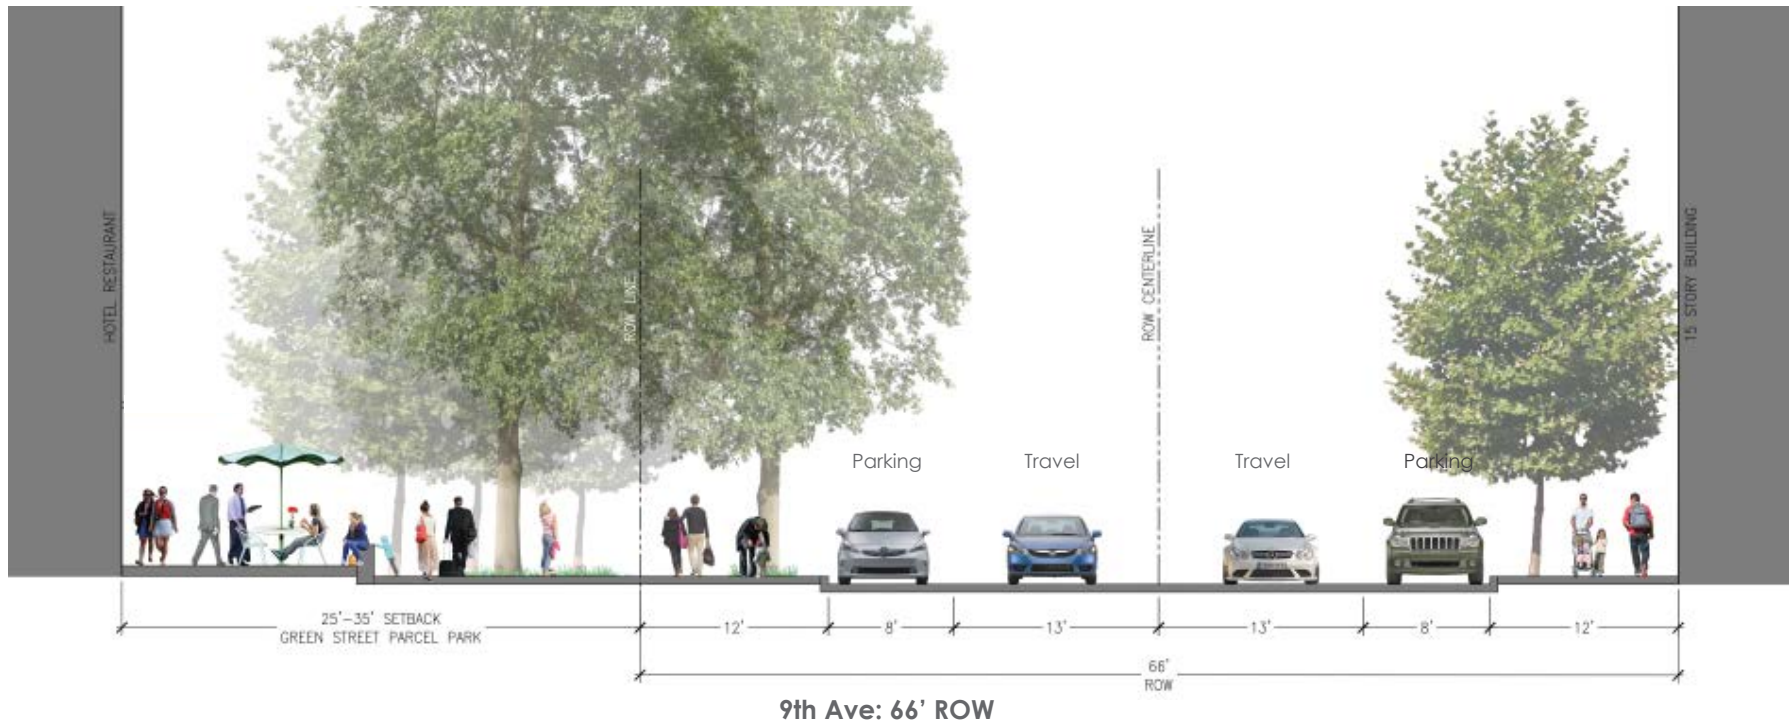 HOTEL RESTAURANT
ROW LINE
ROW CENTERLINE
15 STORY BUILDING
Parking
Travel
Travel
Parking
25'-35' SETBACK
GREEN STREET PARCEL PARK
12'
8'
13'
13'
8'
12'
66'
ROW
9th Ave: 66’ ROW